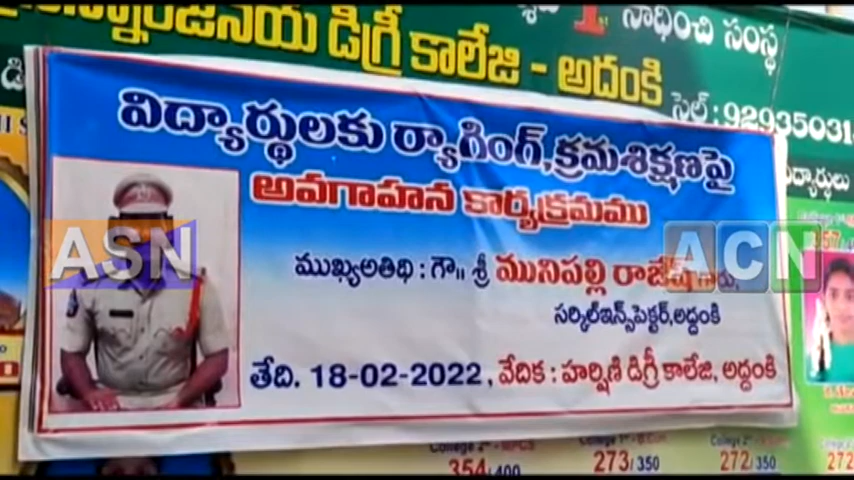 డిగ్రీ కాలేజి - అదంకి
1st సాధించిన సంస్థ
సెల్ : 92935031
విద్యార్థులకు ర్యాగింగ్,క్రమశిక్షణపై
అవగాహన కార్యక్రమము
ముఖ్యఅతిథి : గౌ॥ శ్రీ మునిపల్లి రాజేష్ గారు,
సర్కిల్ఇన్స్‌పెక్టర్,అద్దంకి
తేది. 18-02-2022, వేదిక : హర్షిణి డిగ్రీ కాలేజి, అద్దంకి
ASN
ACN
354/400
273/350
272/350
272